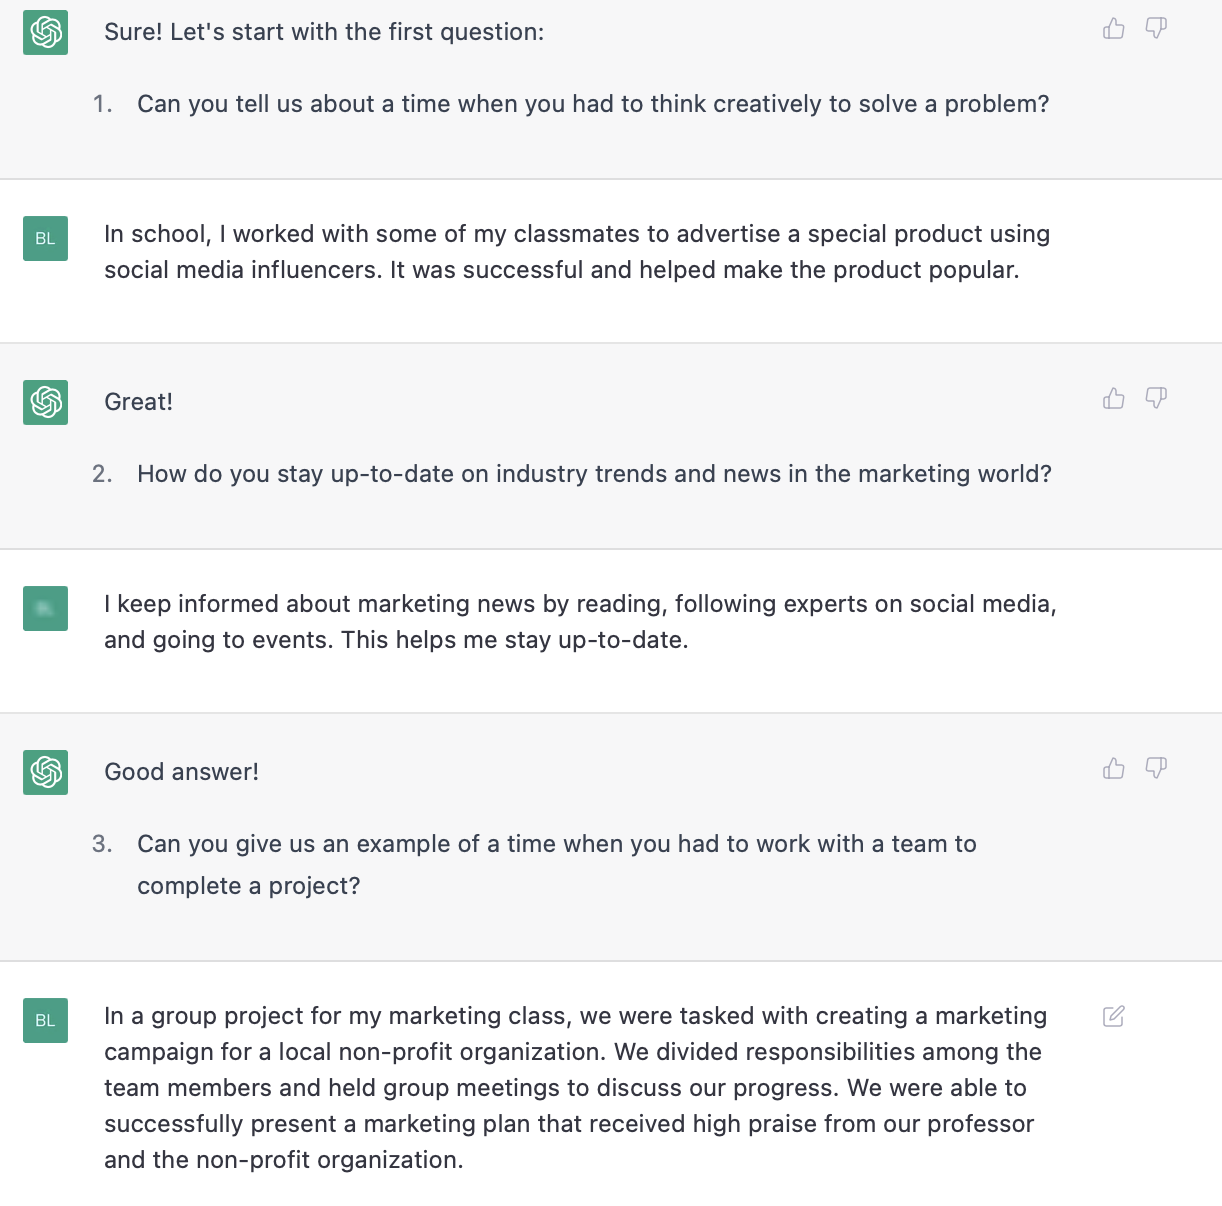 Sure! Let's start with the first question:
1. Can you tell us about a time when you had to think creatively to solve a problem?
BL
In school, I worked with some of my classmates to advertise a special product using
social media influencers. It was successful and helped make the product popular.
Great!
2. How do you stay up-to-date on industry trends and news in the marketing world?
I keep informed about marketing news by reading, following experts on social media,
and going to events. This helps me stay up-to-date.
Good answer!
3. Can you give us an example of a time when you had to work with a team to
complete a project?
BL
In a group project for my marketing class, we were tasked with creating a marketing
campaign for a local non-profit organization. We divided responsibilities among the
team members and held group meetings to discuss our progress. We were able to
successfully present a marketing plan that received high praise from our professor
and the non-profit organization.